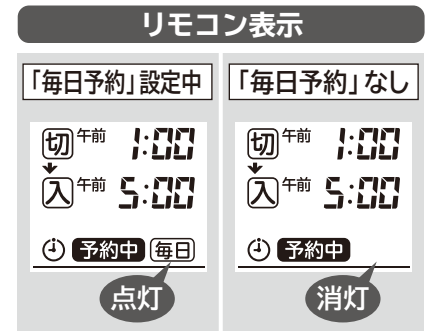 リモコン表示
「毎日予約」設定中
切 午前 1:00
入 午前 5:00
予約中 毎日
点灯
「毎日予約」なし
切 午前 1:00
入 午前 5:00
予約中
消灯